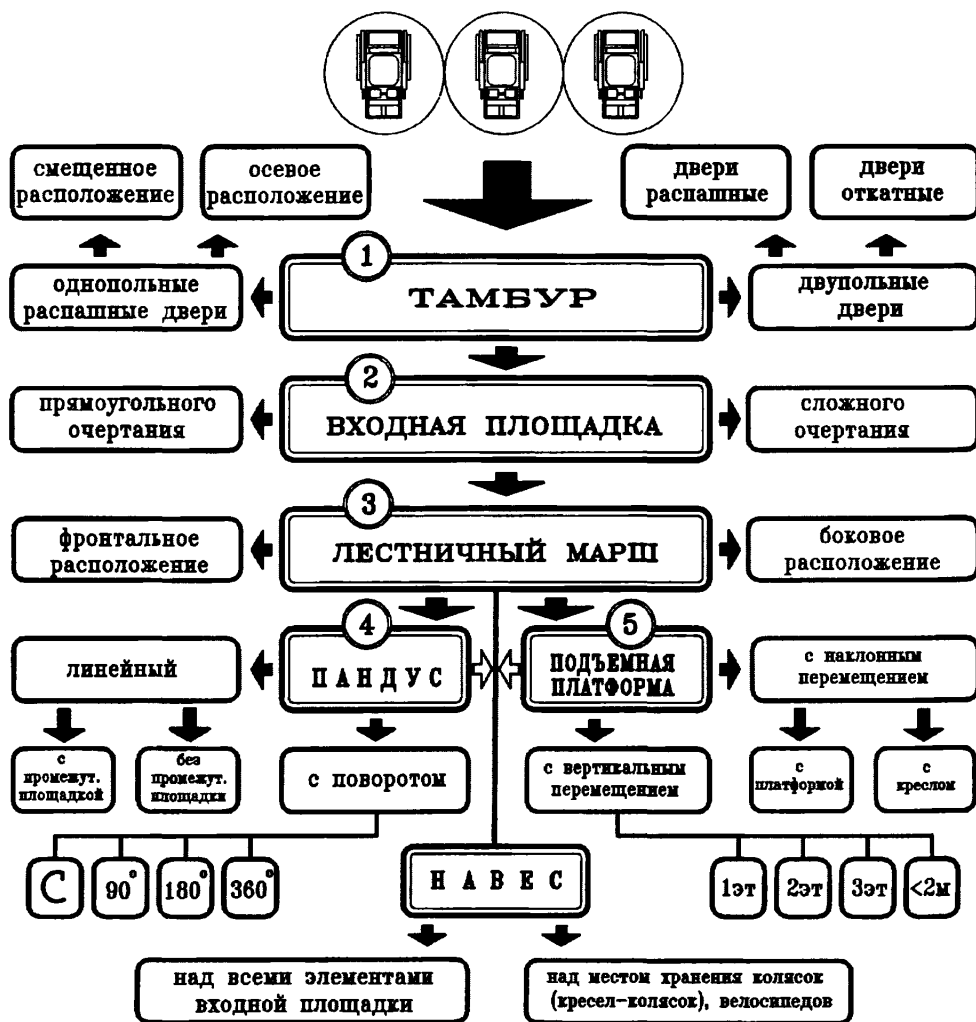 смещенное
расположение
осевое
расположение
двери
распашные
двери
откатные
1
однопольные
распашные двери
ТАМБУР
двупольные
двери
2
прямоугольного
очертания
ВХОДНАЯ ПЛОЩАДКА
сложного
очертания
3
фронтальное
расположение
ЛЕСТНИЧНЫЙ МАРШ
боковое
расположение
4
5
линейный
ПАНДУС
ПОДЪЕМНАЯ
ПЛАТФОРМА
с наклонным
перемещением
с
промежут.
площадкой
без
промежут.
площадки
с поворотом
с вертикальным
перемещением
с
платформой
с
креслом
С
90°
180°
360°
НАВЕС
1эт
2эт
3эт
<2м
над всеми элементами
входной площадки
над местом хранения колясок
(кресел-колясок), велосипедов